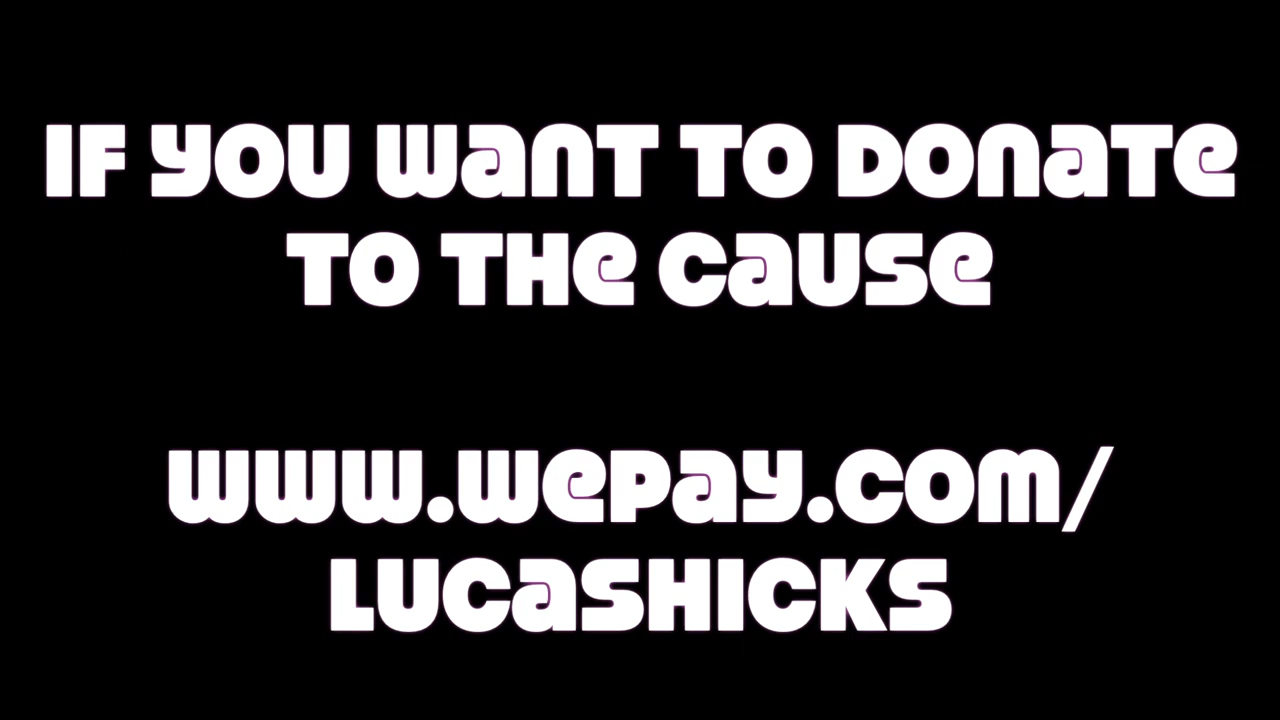 IF YOU WANT TO DONATE
TO THE CAUSE
WWW.WEPAY.COM/
LUCASHICKS